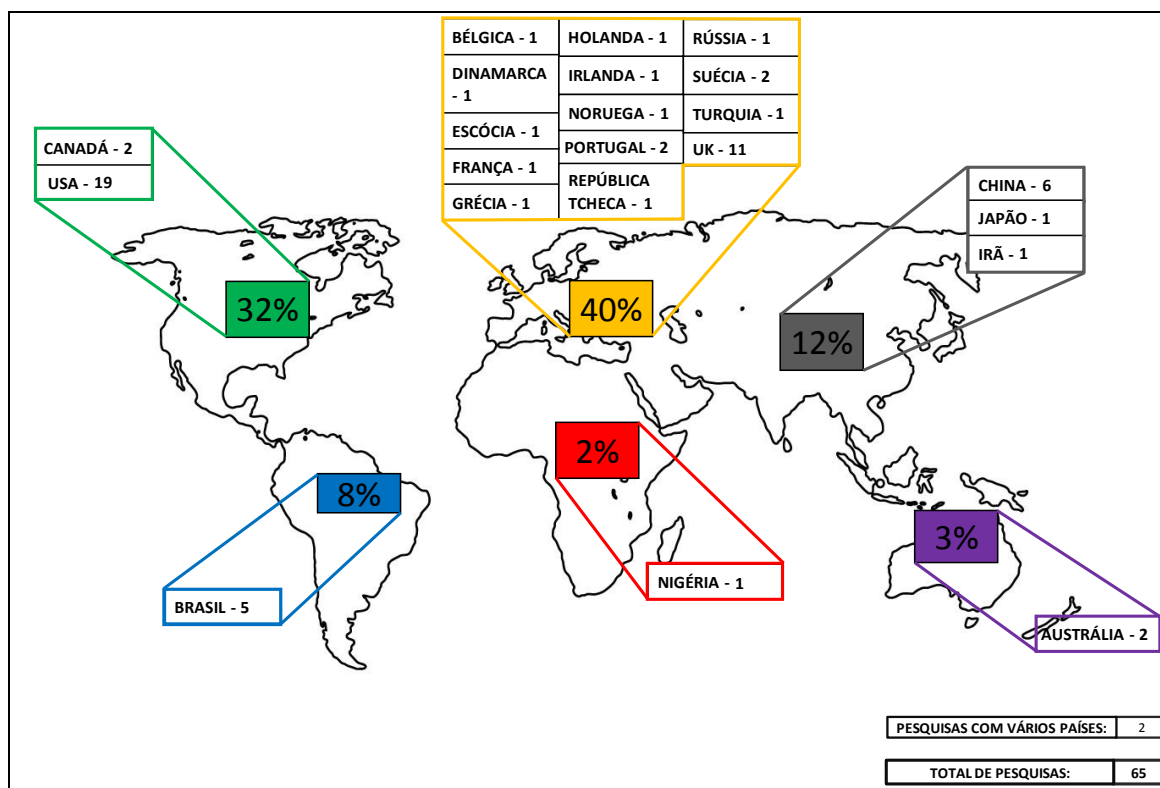 BÉLGICA - 1
DINAMARCA
- 1
ESCÓCIA - 1
FRANÇA - 1
GRÉCIA - 1
HOLANDA - 1
IRLANDA - 1
NORUEGA - 1
PORTUGAL - 2
REPÚBLICA
TCHECA - 1
RÚSSIA - 1
SUÉCIA - 2
TURQUIA - 1
UK - 11
CANADÁ - 2
USA - 19
CHINA - 6
JAPÃO - 1
IRÃ - 1
32%
40%
12%
2%
8%
3%
NIGÉRIA - 1
BRASIL - 5
AUSTRÁLIA - 2
PESQUISAS COM VÁRIOS PAÍSES: 2
TOTAL DE PESQUISAS: 65